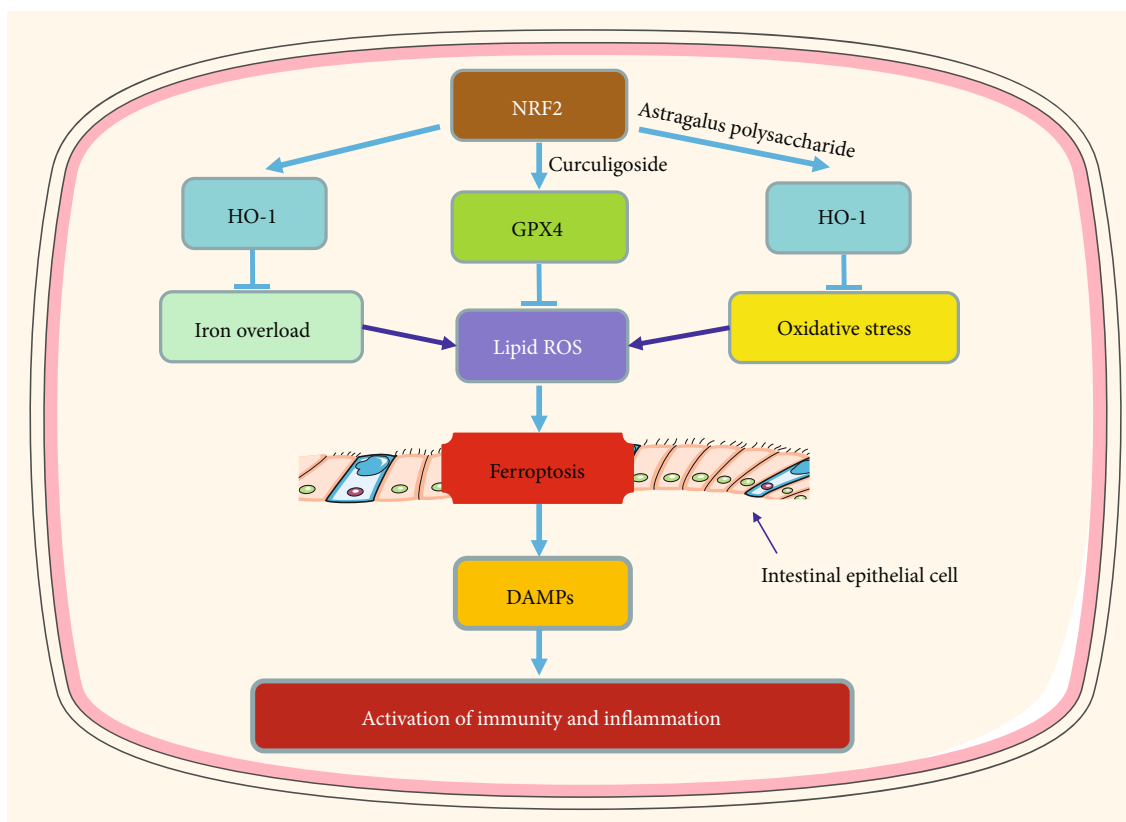 NRF2
Astragalus polysaccharide
Curculigoside
HO-1
GPX4
HO-1
Iron overload
Lipid ROS
Oxidative stress
Ferroptosis
Intestinal epithelial cell
DAMPs
Activation of immunity and inflammation